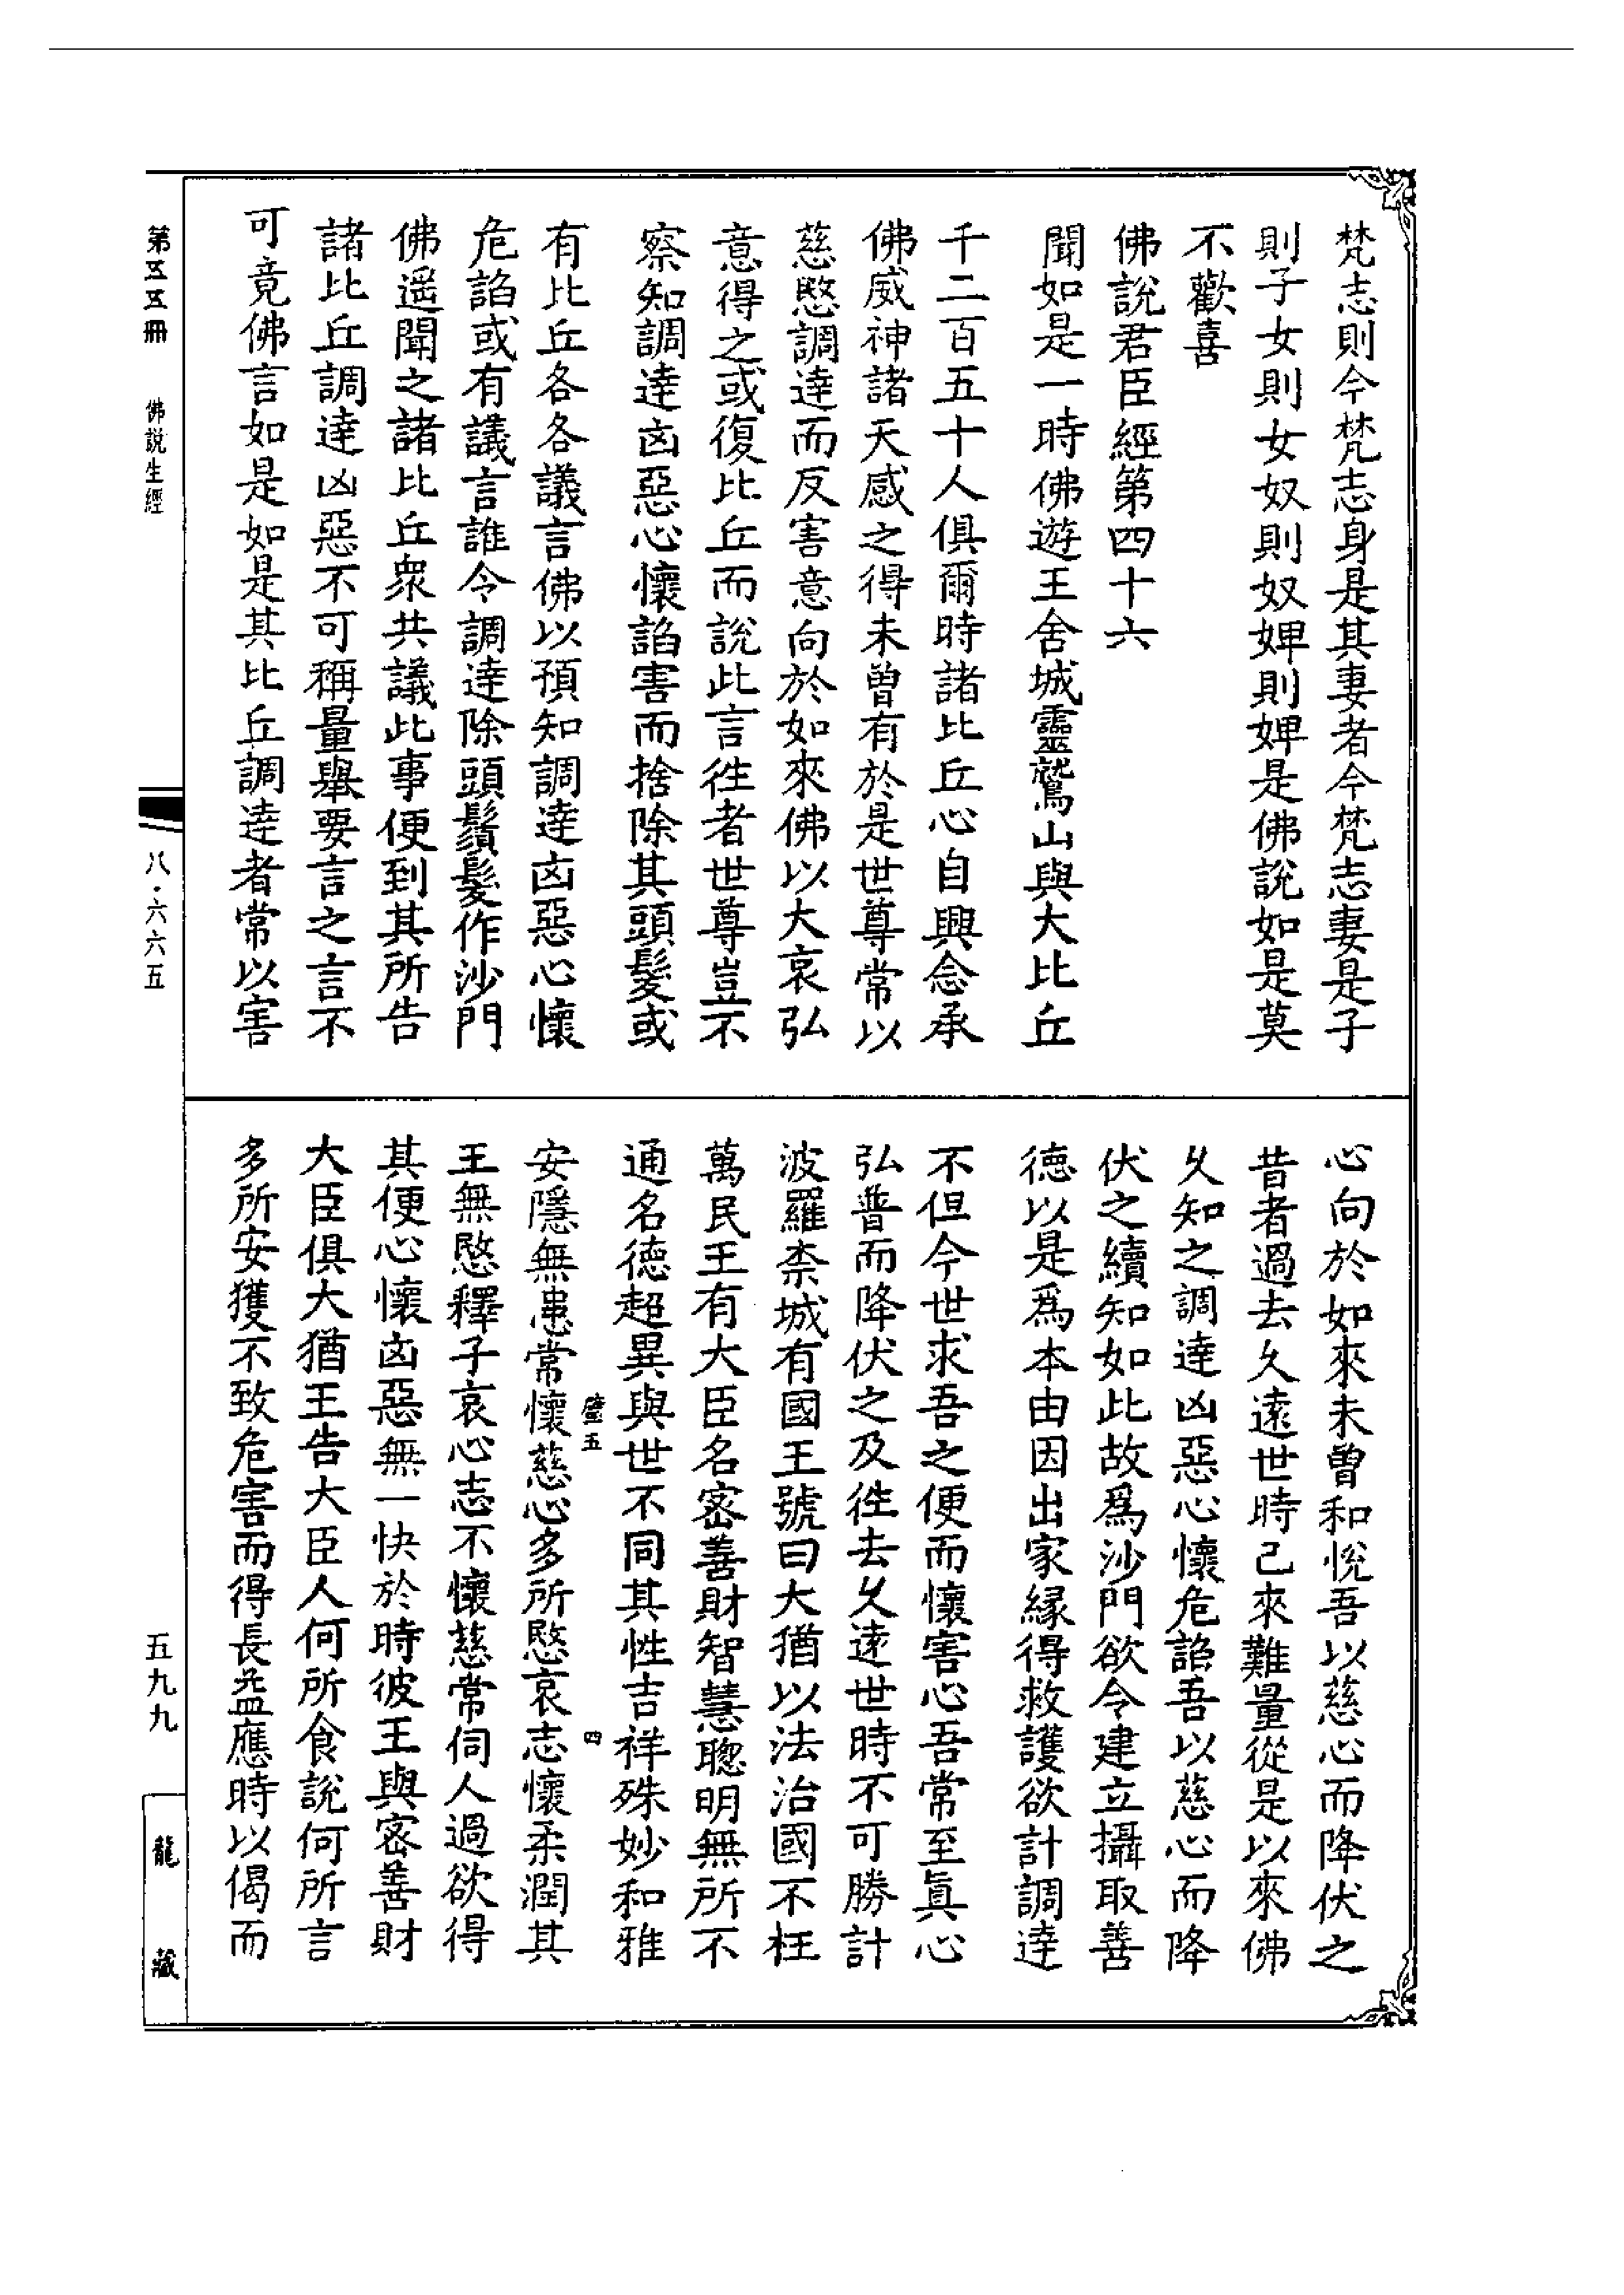 梵志則今梵志身是其妻者今梵志妻是子
則子女則女奴則奴婢則婢是佛說如是莫
不歡喜
佛說君臣經第四十六
聞如是一時佛遊王舍城靈鷲山與大比丘
千二百五十人俱爾時諸比丘心自興念承
佛威神諸天感之得未曾有於是世尊常以
慈愍調達而反害意向於如來佛以大哀弘
意得之或復比丘而說此言徃者世尊豈不
察知調達凶惡心懷諂害而捨除其頭髮或
有比丘各各議言佛以預知調達凶惡心懷
危諂或有議言誰令調達除頭鬚髮作沙門
佛遥聞之諸比丘衆共議此事便到其所告
諸比丘調達凶惡不可稱量舉要言之言不
可竟佛言如是如是其比丘調達者常以害
心向於如來未曾和悅吾以慈心而降伏之
昔者過去久遠世時已來難量從是以來佛
久知之調達凶惡心懷危諂吾以慈心而降
伏之續知如此故爲沙門欲令建立攝取善
德以是爲本由因出家緣得救護欲計調達
不但今世求吾之便而懷害心吾常至眞心
弘普而降伏之及徃去久遠世時不可勝計
波羅柰城有國王號曰大猶以法治國不枉
萬民王有大臣名密善財智慧聰明無所不
通名德超異與世不同其性吉祥殊妙和雅
安隱無恚常懷慈心多所愍哀志懷柔潤其
王無愍釋子哀心志不懷慈常伺人過欲得
其便心懷凶惡無一快於時彼王與密善財
大臣俱大猶王告大臣人何所食說何所言
多所安獲不致危害而得長益應時以偈而
璧五
四
第五五冊 佛說生經
八·六六五
五九九
龍藏